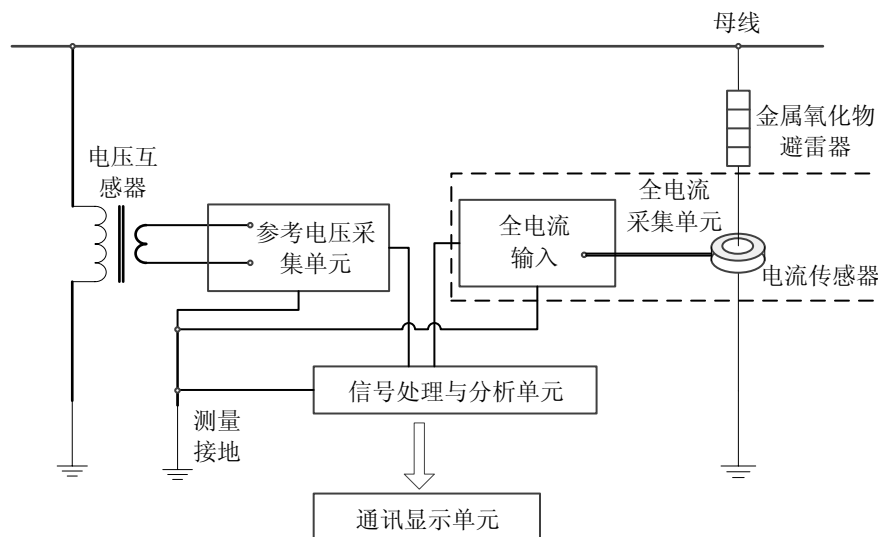 母线
金属氧化物
避雷器
电压互
感器
全电流
采集单元
参考电压采
集单元
全电流
输入
电流传感器
信号处理与分析单元
测量
接地
通讯显示单元